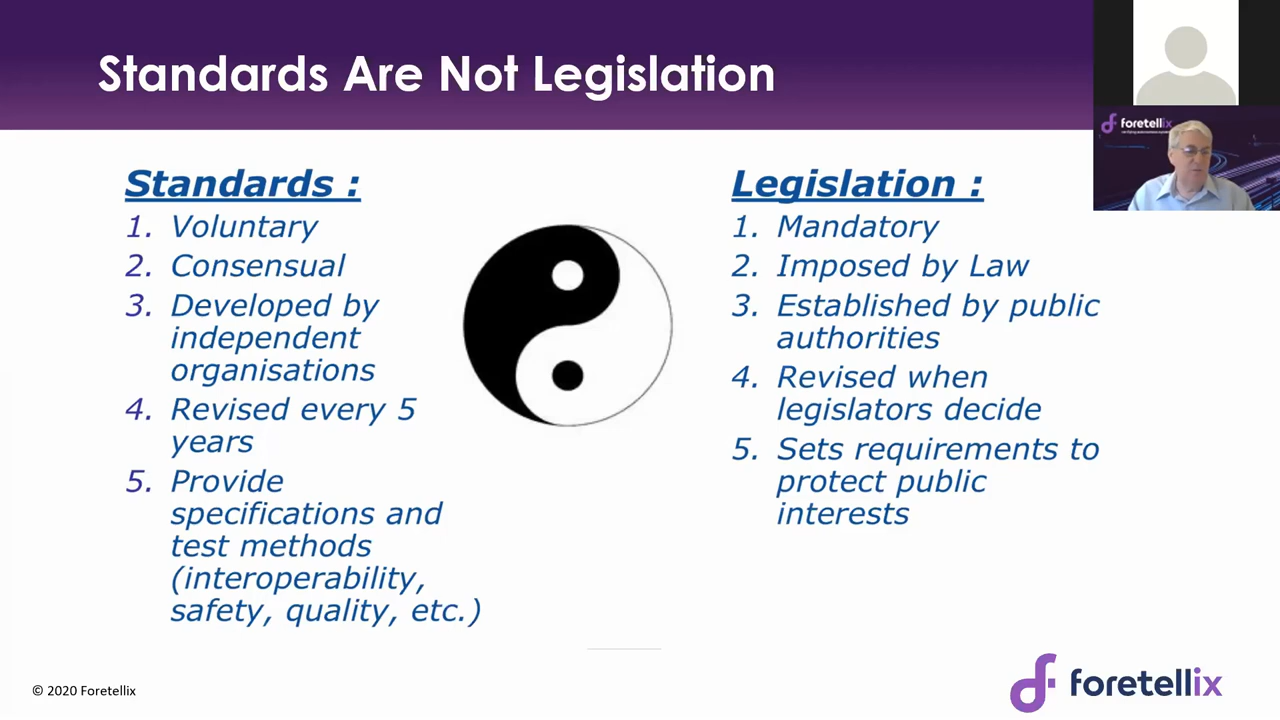 Standards Are Not Legislation
foretellix
Standards :
1. Voluntary
2. Consensual
3. Developed by
independent
organisations
4. Revised every 5
years
5. Provide
specifications and
test methods
(interoperability,
safety, quality, etc.)
Legislation :
1. Mandatory
2. Imposed by Law
3. Established by public
authorities
4. Revised when
legislators decide
5. Sets requirements to
protect public
interests
© 2020 Foretellix
foretellix